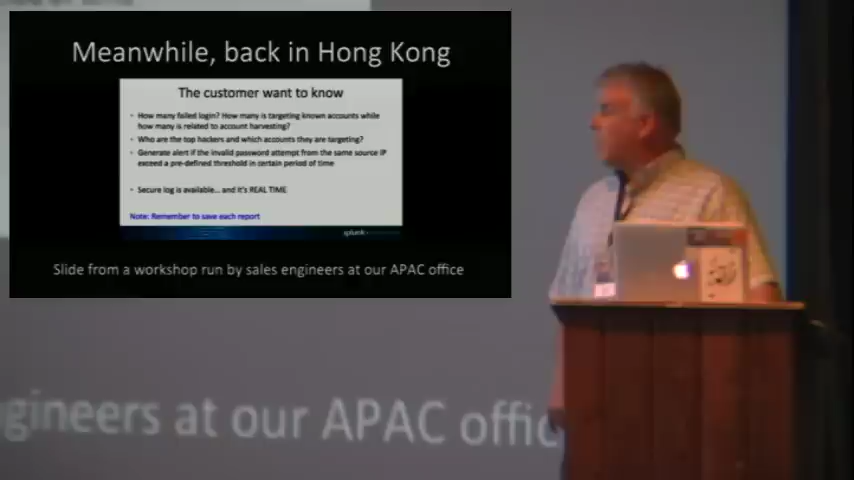 Meanwhile, back in Hong Kong
The customer want to know
• How many failed login? How many is targeting known accounts while
how many is related to account harvesting?
• Who are the top hackers and which accounts they are targeting?
• Generate alert if the invalid password attempt from the same source IP
exceed a pre-defined threshold in certain period of time
• Secure log is available... and it's REAL TIME
Note: Remember to save each report
splunk>
Slide from a workshop run by sales engineers at our APAC office
gineers at our APAC offic